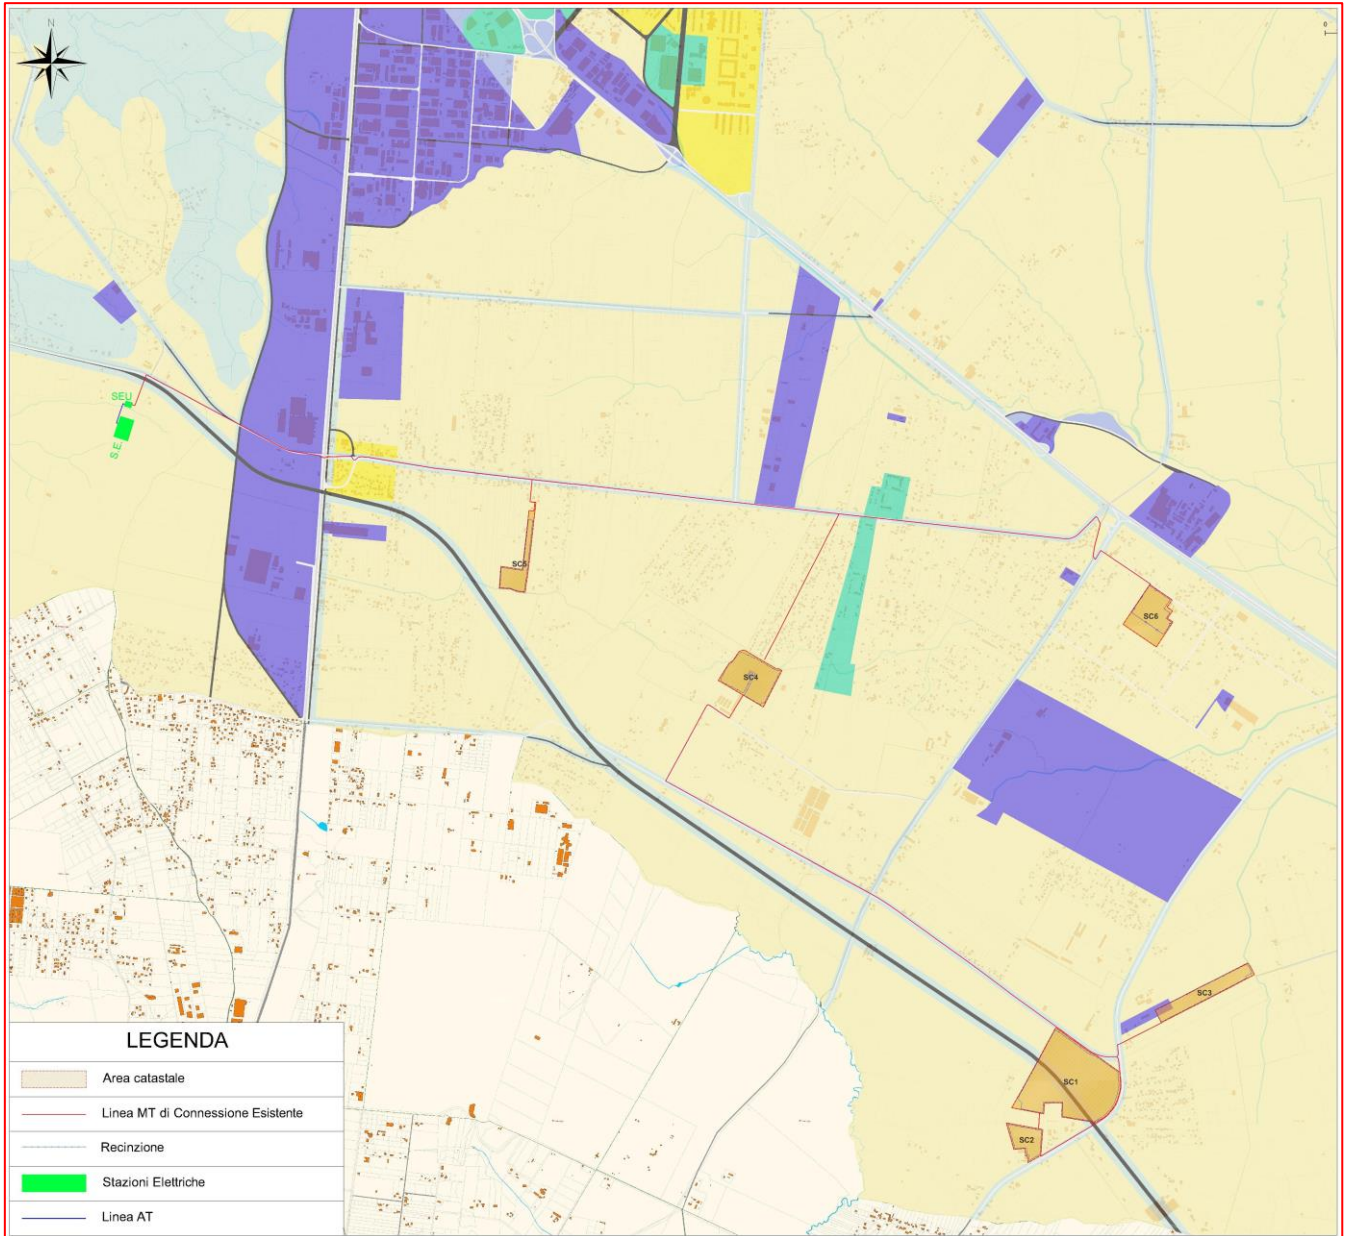 N
0
SEU
S.E.
SC5
SC6
SC4
SC3
SC1
SC2
LEGENDA
Area catastale
Linea MT di Connessione Esistente
Recinzione
Stazioni Elettriche
Linea AT